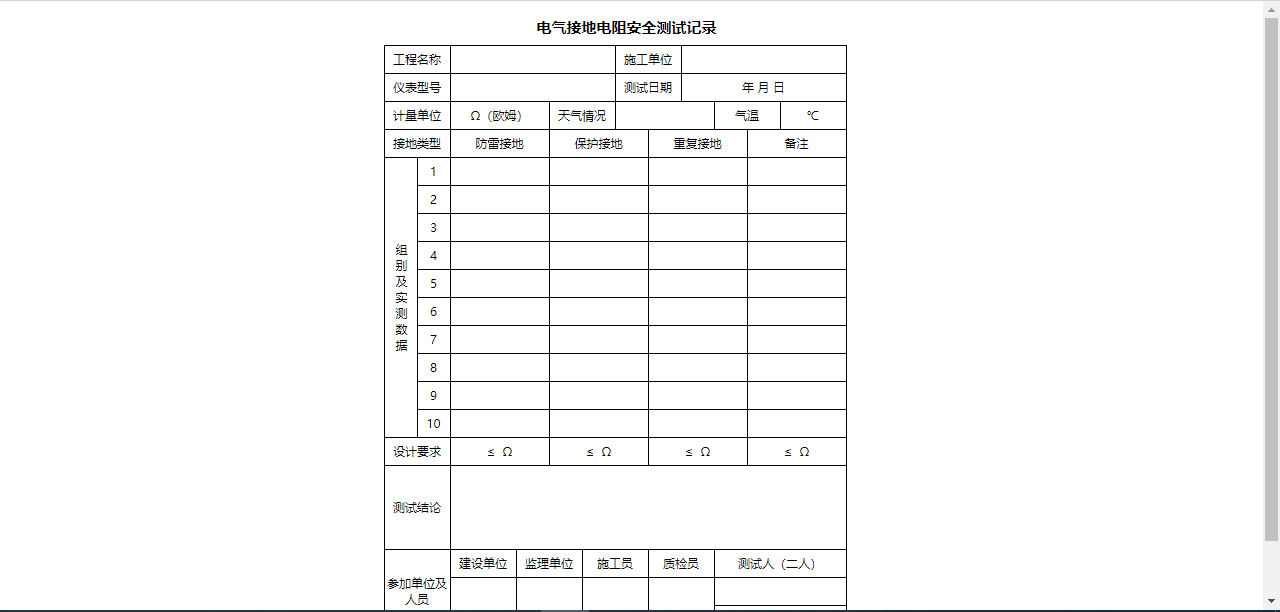 电气接地电阻安全测试记录
工程名称 施工单位
仪表型号 测试日期 年 月 日
计量单位 Ω（欧姆） 天气情况 气温 ℃
接地类型 防雷接地 保护接地 重复接地 备注
组别及实测数据
1
2
3
4
5
6
7
8
9
10
设计要求 ≤ Ω ≤ Ω ≤ Ω ≤ Ω
测试结论
参加单位及人员
建设单位 监理单位 施工员 质检员 测试人（二人）